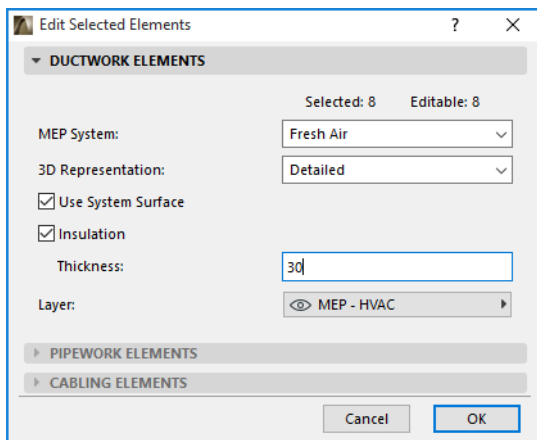 Edit Selected Elements ? ×
DUCTWORK ELEMENTS
Selected: 8 Editable: 8
MEP System: Fresh Air
3D Representation: Detailed
Use System Surface
Insulation
Thickness: 30
Layer: MEP - HVAC
PIPEWORK ELEMENTS
CABLING ELEMENTS
Cancel OK